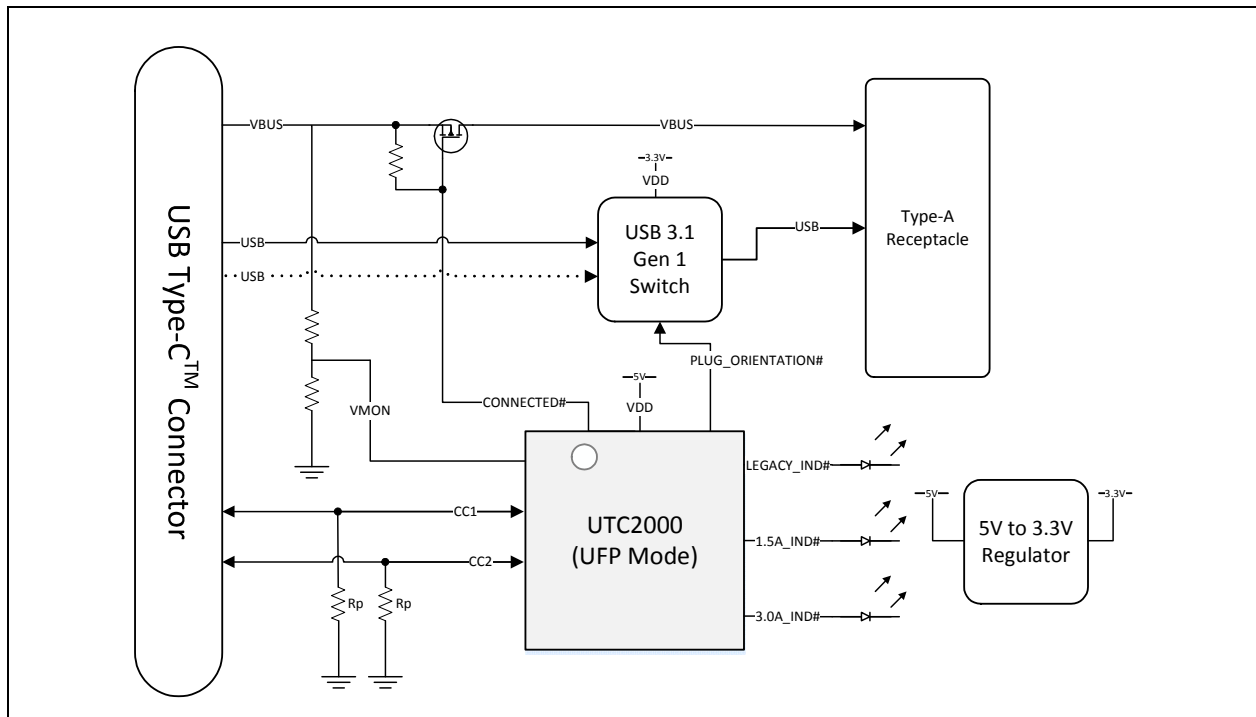 USB Type-C™ Connector
VBUS
VBUS
-3.3V-
VDD
USB
USB
USB 3.1
Gen 1
Switch
USB
Type-A
Receptacle
PLUG_ORIENTATION#
VMON
CONNECTED#
-5V-
VDD
LEGACY_IND#
-5V-
-3.3V-
CC1
UTC2000
(UFP Mode)
1.5A_IND#
5V to 3.3V
Regulator
CC2
Rp
Rp
3.0A_IND#